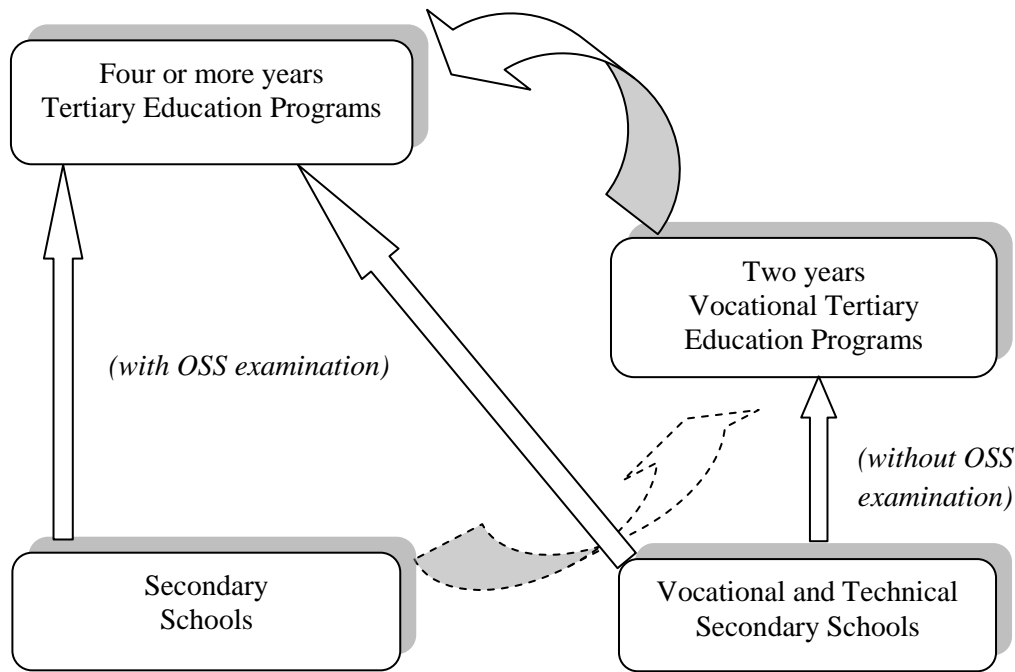 Four or more years
Tertiary Education Programs
Two years
Vocational Tertiary
Education Programs
(with OSS examination)
(without OSS
examination)
Secondary
Schools
Vocational and Technical
Secondary Schools